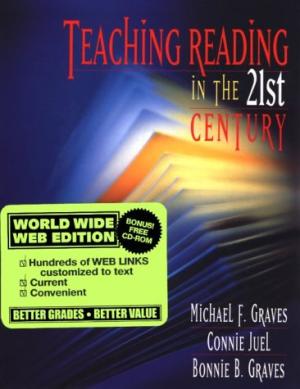 TEACHING READING
IN THE 21st
CENTURY
WORLD WIDE
WEB EDITION
BONUS!
FREE
CD-ROM
Hundreds of WEB LINKS
customized to text
Current
Convenient
BETTER GRADES • BETTER VALUE
MICHAEL F. GRAVES
CONNIE JUEL
BONNIE B. GRAVES